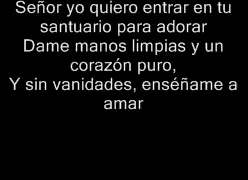 Señor yo quiero entrar en tu
santuario para adorar
Dame manos limpias y un
corazón puro,
Y sin vanidades, enséñame a
amar